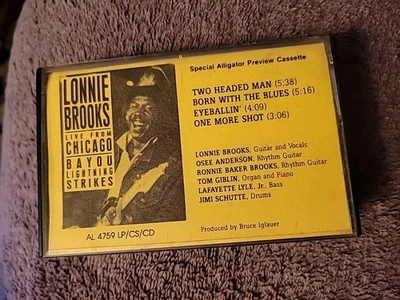 LONNIE
BROOKS
LIVE FROM
CHICAGO
BAYOU
LIGHTNING
STRIKES
AL 4759 LP/CS/CD
Special Alligator Preview Cassette
TWO HEADED MAN (5:38)
BORN WITH THE BLUES (5:16)
EYEBALLIN' (4:09)
ONE MORE SHOT (3:06)
LONNIE BROOKS, Guitar and Vocals
OSEE ANDERSON, Rhythm Guitar
RONNIE BAKER BROOKS, Rhythm Guitar
TOM GIBLIN, Organ and Piano
LAFAYETTE LYLE, Jr., Bass
JIMI SCHUTTE, Drums
Produced by Bruce Iglauer